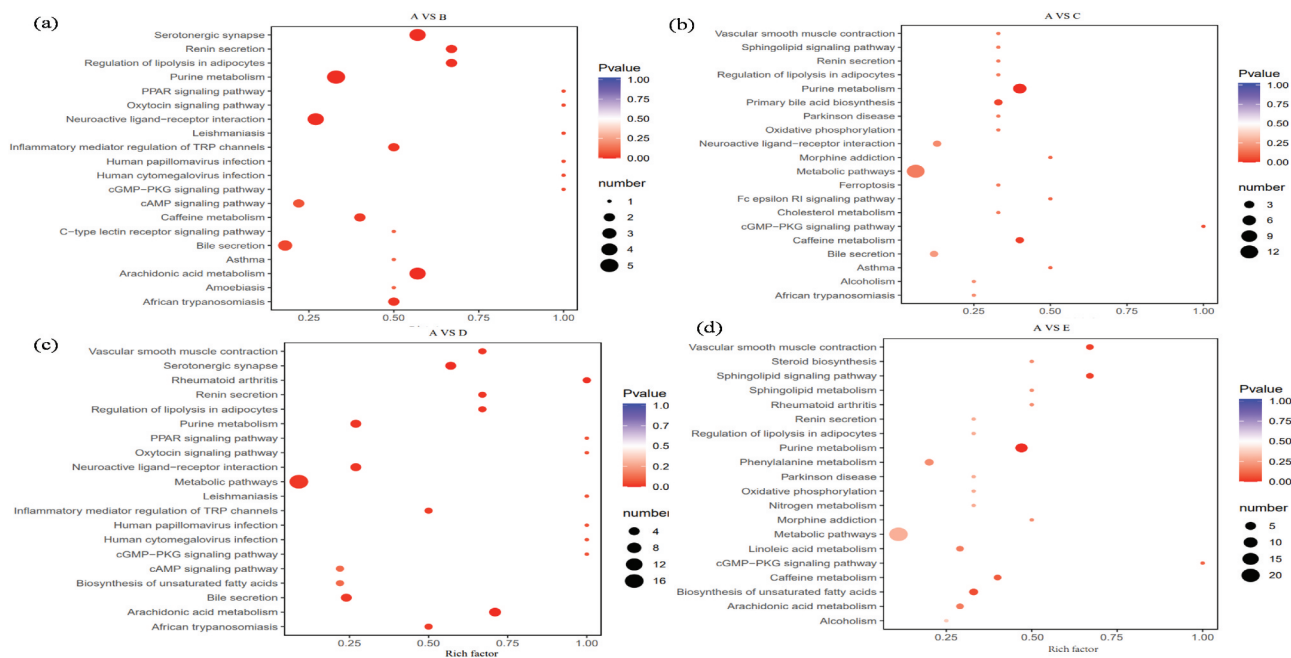 (a)
A VS B
Serotonergic synapse
Renin secretion
Regulation of lipolysis in adipocytes
Purine metabolism
PPAR signaling pathway
Oxytocin signaling pathway
Neuroactive ligand−receptor interaction
Leishmaniasis
Inflammatory mediator regulation of TRP channels
Human papillomavirus infection
Human cytomegalovirus infection
cGMP−PKG signaling pathway
cAMP signaling pathway
Caffeine metabolism
C−type lectin receptor signaling pathway
Bile secretion
Asthma
Arachidonic acid metabolism
Amoebiasis
African trypanosomiasis
0.25 0.50 0.75 1.00
Pvalue
1.00
0.75
0.50
0.25
0.00
number
1
2
3
4
5
(b)
A VS C
Vascular smooth muscle contraction
Sphingolipid signaling pathway
Renin secretion
Regulation of lipolysis in adipocytes
Purine metabolism
Primary bile acid biosynthesis
Parkinson disease
Oxidative phosphorylation
Neuroactive ligand−receptor interaction
Morphine addiction
Metabolic pathways
Ferroptosis
Fc epsilon RI signaling pathway
Cholesterol metabolism
cGMP−PKG signaling pathway
Caffeine metabolism
Bile secretion
Asthma
Alcoholism
African trypanosomiasis
0.25 0.50 0.75 1.00
Pvalue
1.00
0.75
0.50
0.25
0.00
number
3
6
9
12
(c)
A VS D
Vascular smooth muscle contraction
Serotonergic synapse
Rheumatoid arthritis
Renin secretion
Regulation of lipolysis in adipocytes
Purine metabolism
PPAR signaling pathway
Oxytocin signaling pathway
Neuroactive ligand−receptor interaction
Metabolic pathways
Leishmaniasis
Inflammatory mediator regulation of TRP channels
Human papillomavirus infection
Human cytomegalovirus infection
cGMP−PKG signaling pathway
cAMP signaling pathway
Biosynthesis of unsaturated fatty acids
Bile secretion
Arachidonic acid metabolism
African trypanosomiasis
0.25 0.50 0.75 1.00
Rich factor
Pvalue
1.0
0.7
0.5
0.2
0.0
number
4
8
12
16
(d)
A VS E
Vascular smooth muscle contraction
Steroid biosynthesis
Sphingolipid signaling pathway
Sphingolipid metabolism
Rheumatoid arthritis
Renin secretion
Regulation of lipolysis in adipocytes
Purine metabolism
Phenylalanine metabolism
Parkinson disease
Oxidative phosphorylation
Nitrogen metabolism
Morphine addiction
Metabolic pathways
Linoleic acid metabolism
cGMP−PKG signaling pathway
Caffeine metabolism
Biosynthesis of unsaturated fatty acids
Arachidonic acid metabolism
Alcoholism
0.25 0.50 0.75 1.00
Rich factor
Pvalue
1.0
0.7
0.5
0.2
0.0
number
5
10
15
20